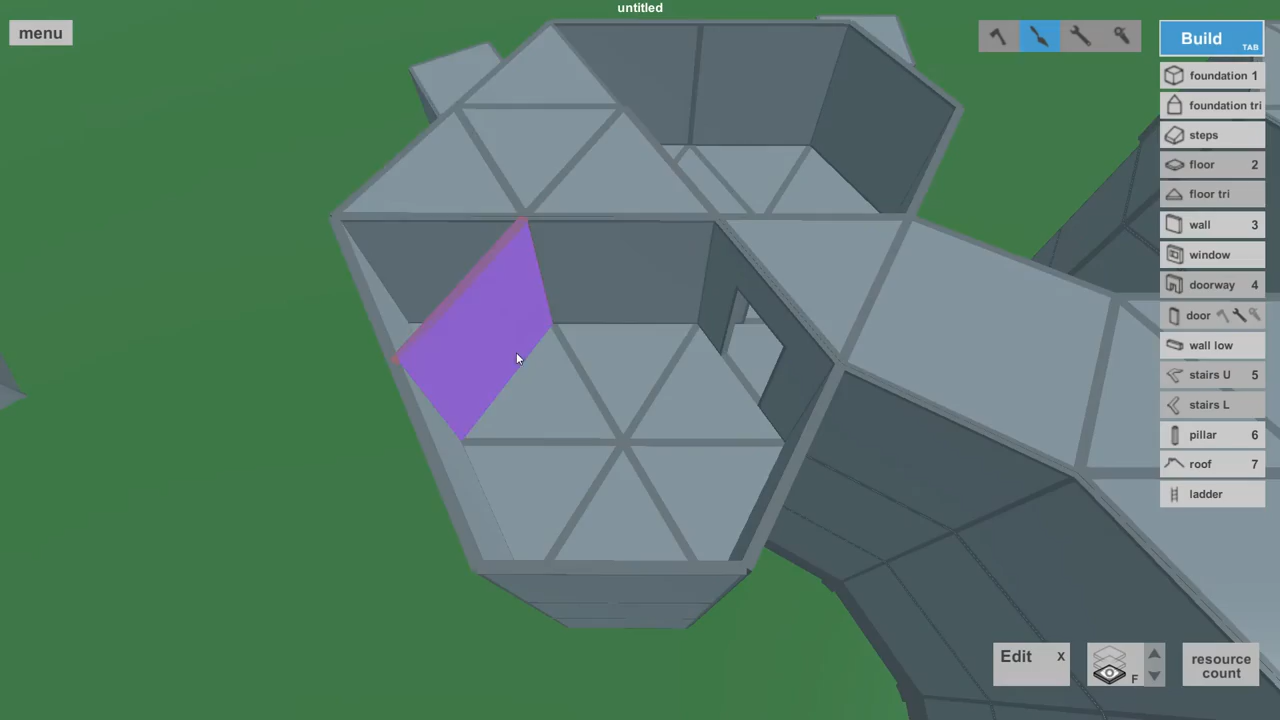 untitled
menu
Build
TAB
foundation 1
foundation tri
steps
floor 2
floor tri
wall 3
window
doorway 4
door
wall low
stairs U 5
stairs L
pillar 6
roof 7
ladder
Edit X
F
resource
count